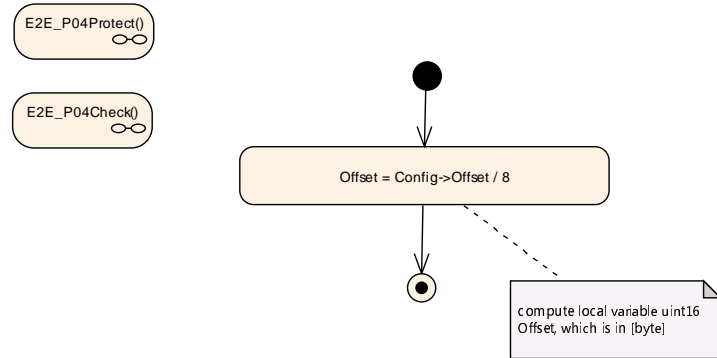 E2E_P04Protect()
E2E_P04Check()
Offset = Config->Offset / 8
compute local variable uint16
Offset, which is in [byte]